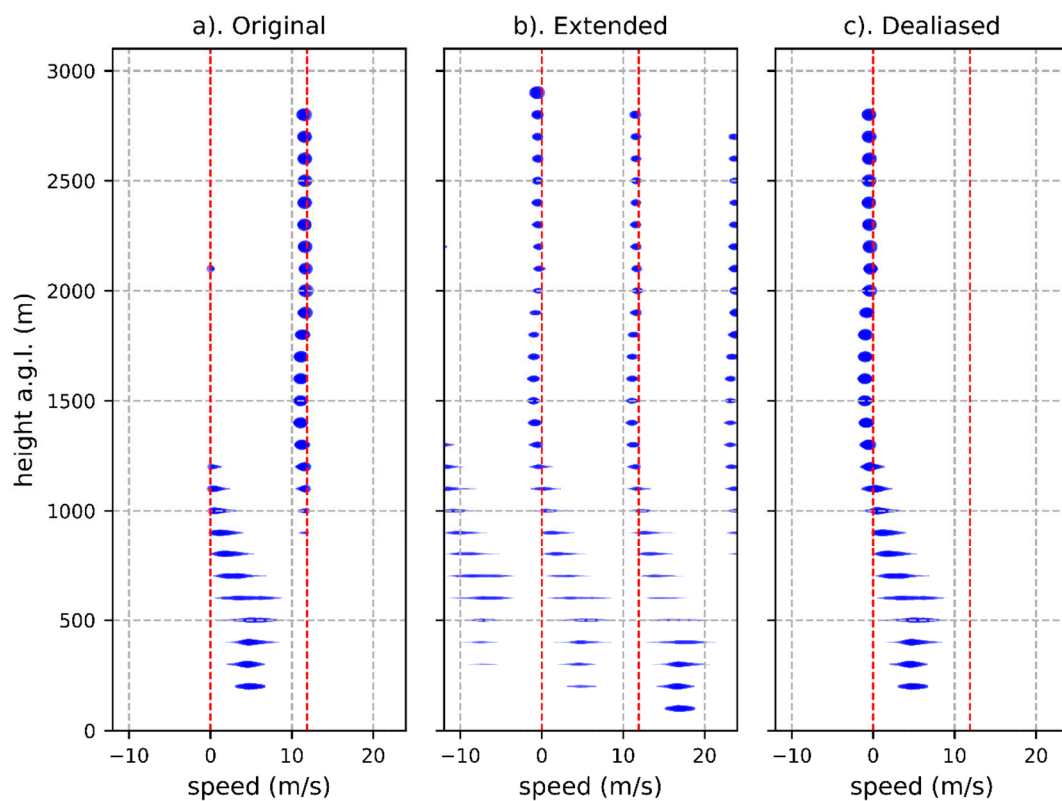 a). Original
b). Extended
c). Dealiased
height a.g.l. (m)
3000
2500
2000
1500
1000
500
0
−10 0 10 20
−10 0 10 20
−10 0 10 20
speed (m/s)
speed (m/s)
speed (m/s)